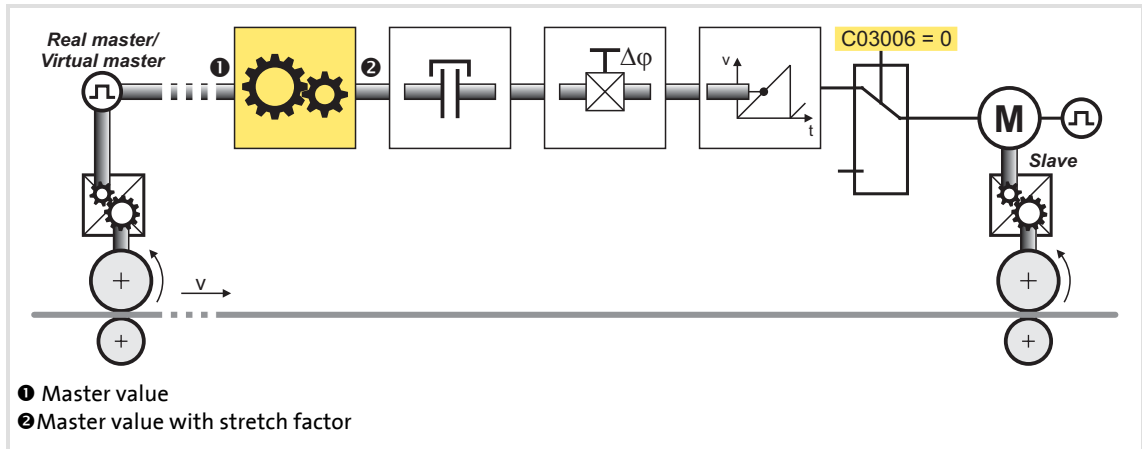 Real master/
Virtual master
❶
❷
Δφ
v
t
C03006 = 0
M
Slave
v
❶ Master value
❷Master value with stretch factor